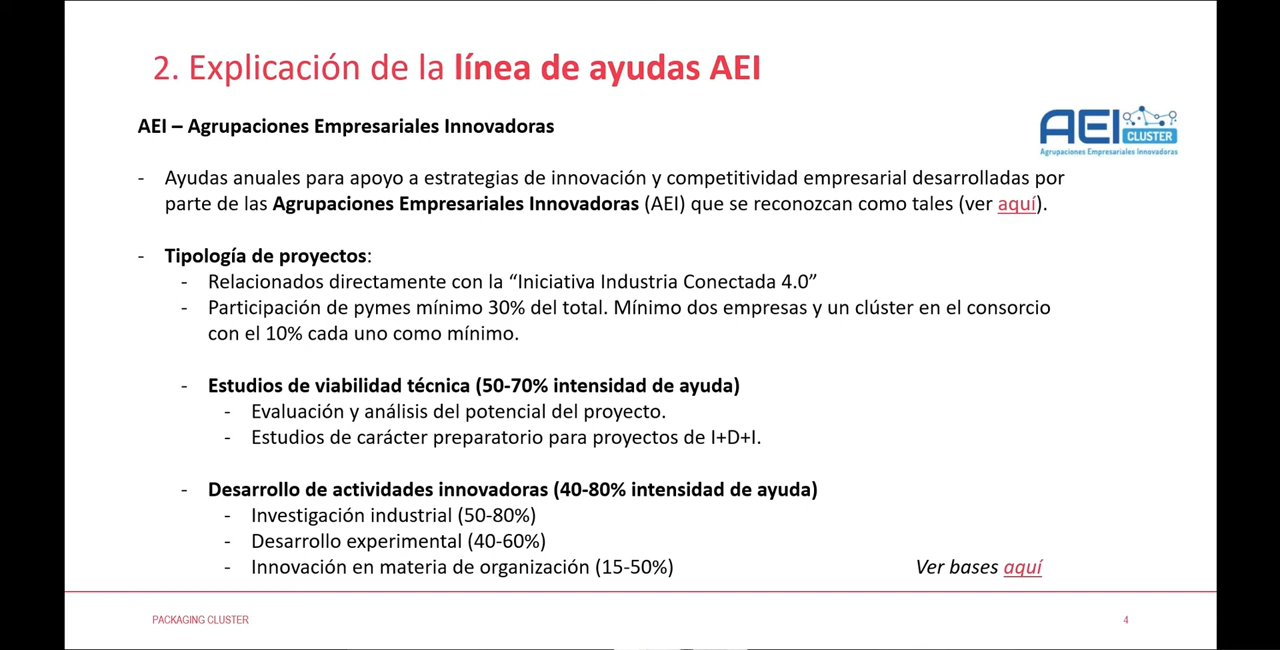 2. Explicación de la línea de ayudas AEI
AEI – Agrupaciones Empresariales Innovadoras
AEI
CLUSTER
Agrupaciones Empresariales Innovadoras
- Ayudas anuales para apoyo a estrategias de innovación y competitividad empresarial desarrolladas por
parte de las Agrupaciones Empresariales Innovadoras (AEI) que se reconozcan como tales (ver aquí).
- Tipología de proyectos:
- Relacionados directamente con la “Iniciativa Industria Conectada 4.0”
- Participación de pymes mínimo 30% del total. Mínimo dos empresas y un clúster en el consorcio
con el 10% cada uno como mínimo.
- Estudios de viabilidad técnica (50-70% intensidad de ayuda)
- Evaluación y análisis del potencial del proyecto.
- Estudios de carácter preparatorio para proyectos de I+D+I.
- Desarrollo de actividades innovadoras (40-80% intensidad de ayuda)
- Investigación industrial (50-80%)
- Desarrollo experimental (40-60%)
- Innovación en materia de organización (15-50%)
Ver bases aquí
PACKAGING CLUSTER
4